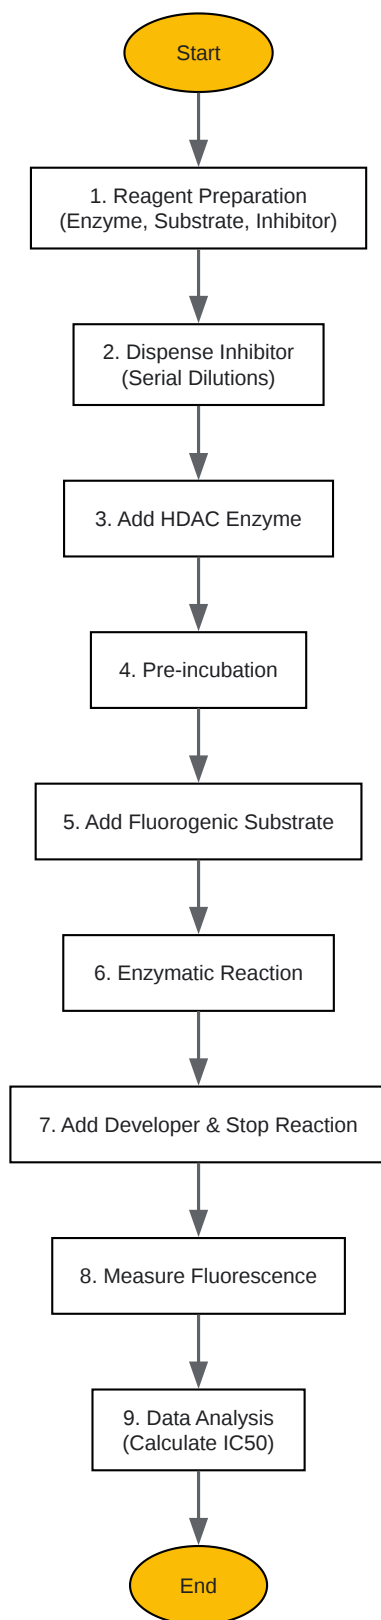 Start
1. Reagent Preparation
(Enzyme, Substrate, Inhibitor)
2. Dispense Inhibitor
(Serial Dilutions)
3. Add HDAC Enzyme
4. Pre-incubation
5. Add Fluorogenic Substrate
6. Enzymatic Reaction
7. Add Developer & Stop Reaction
8. Measure Fluorescence
9. Data Analysis
(Calculate IC50)
End